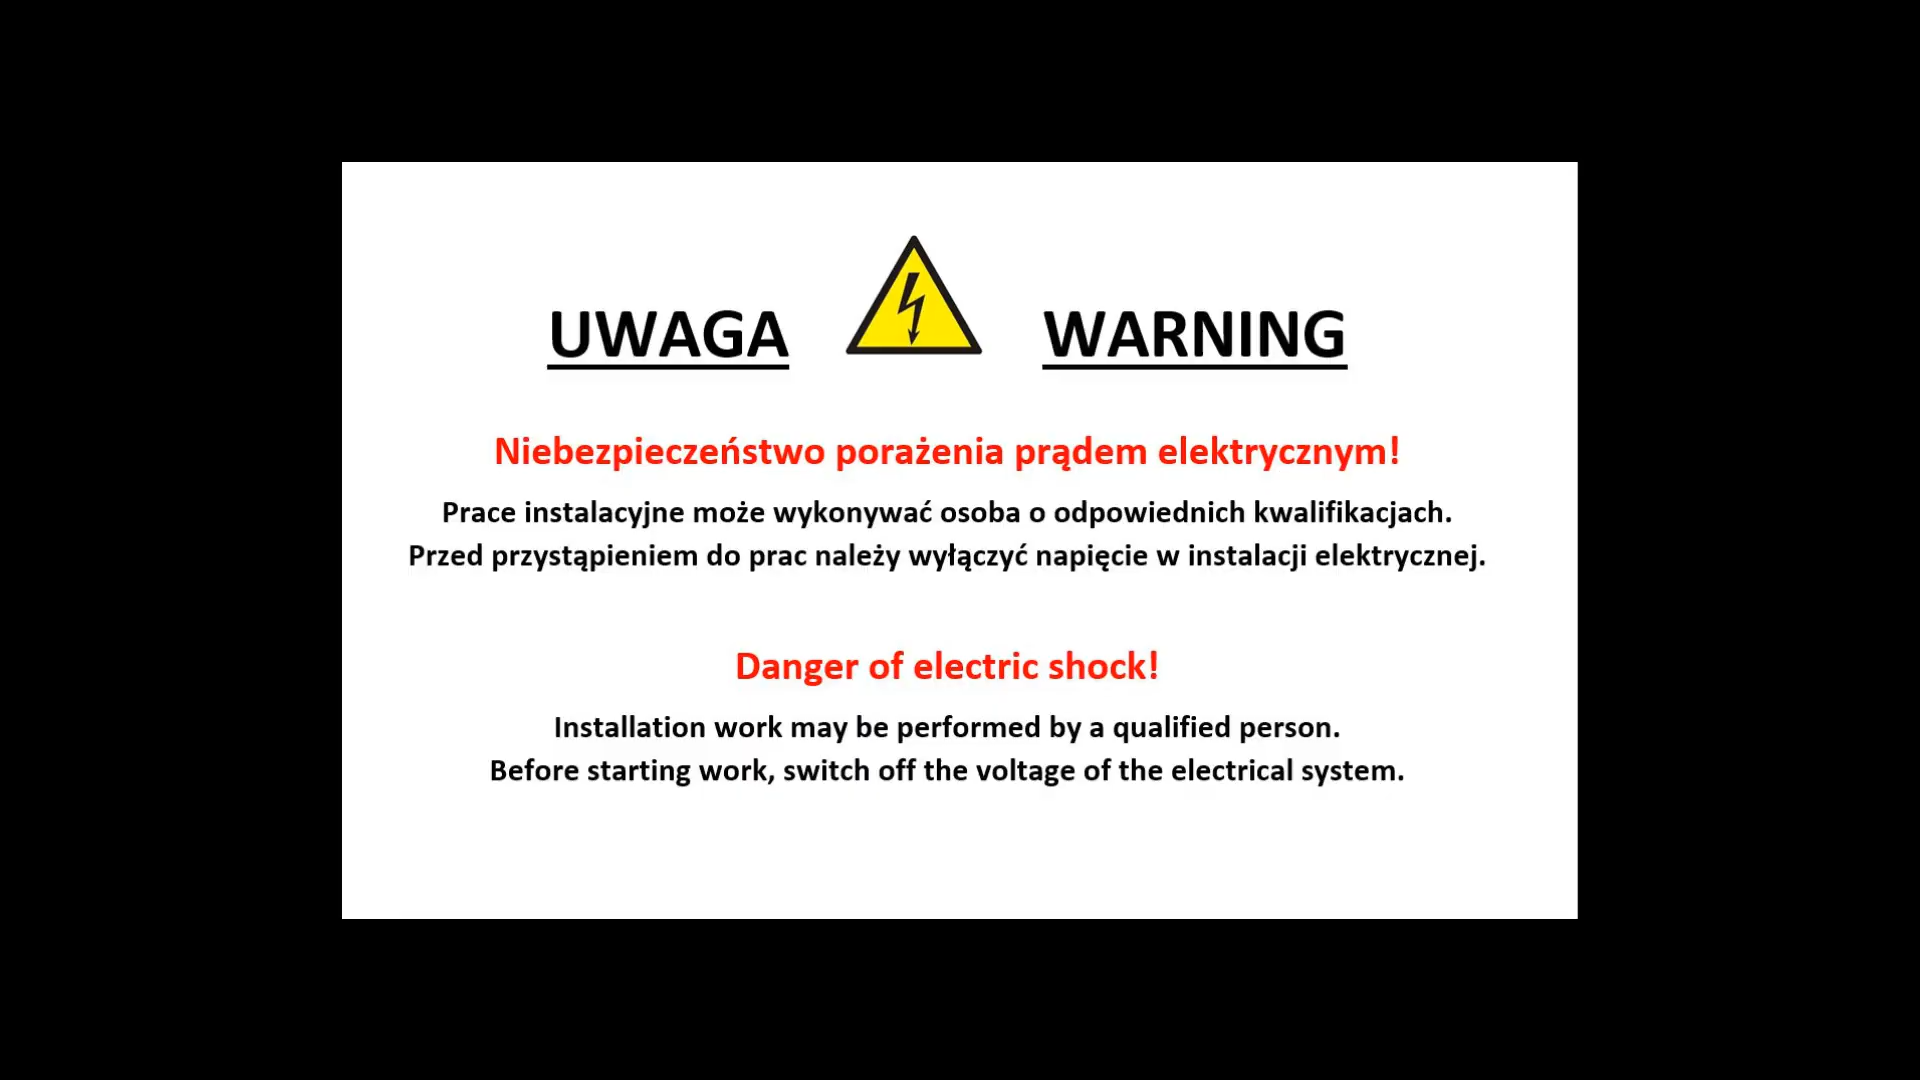 UWAGA WARNING
Niebezpieczeństwo porażenia prądem elektrycznym!
Prace instalacyjne może wykonywać osoba o odpowiednich kwalifikacjach.
Przed przystąpieniem do prac należy wyłączyć napięcie w instalacji elektrycznej.
Danger of electric shock!
Installation work may be performed by a qualified person.
Before starting work, switch off the voltage of the electrical system.